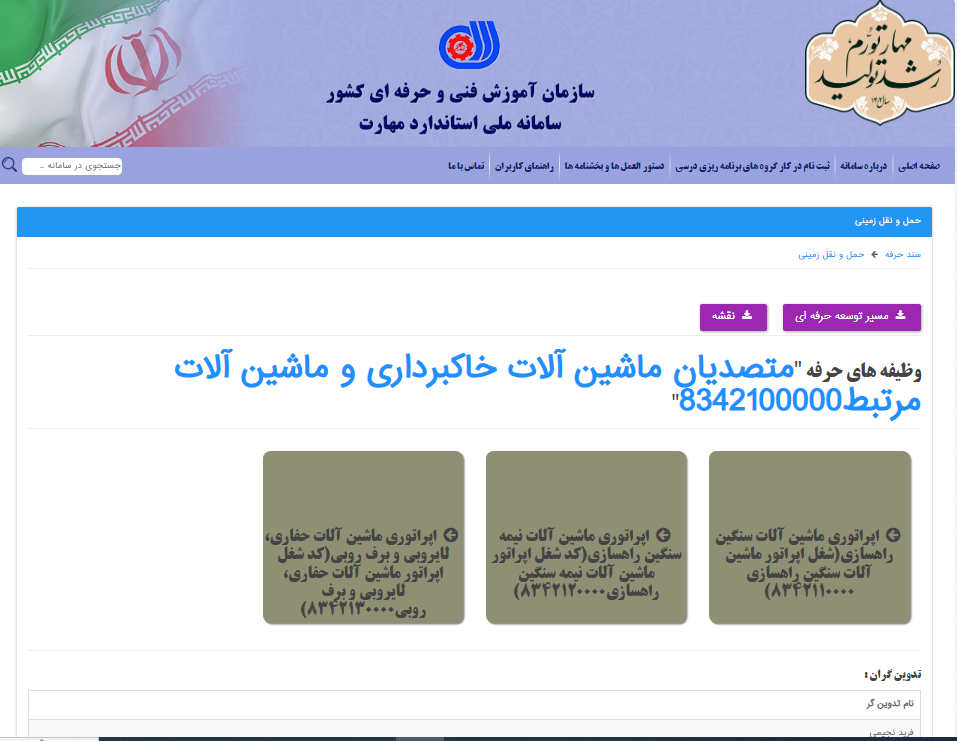 مهار تورم
رشد تولید
سال ۱۴۰۲
سازمان آموزش فنی و حرفه ای کشور
سامانه ملی استاندارد مهارت
صفحه اصلی
درباره سامانه
ثبت نام در کار گروه های برنامه ریزی درسی
دستور العمل ها و بخشنامه ها
راهنمای کاربران
تماس با ما
جستجوی در سامانه ..
حمل و نقل زمینی
سند حرفه ← حمل و نقل زمینی
مسیر توسعه حرفه ای
نقشه
وظیفه های حرفه "متصدیان ماشین آلات خاکبرداری و ماشین آلات
مرتبط8342100000"
اپراتوری ماشین آلات سنگین
راهسازی(شغل اپراتور ماشین
آلات سنگین راهسازی
۸۳۴۲۱۱۰۰۰۰)
اپراتوری ماشین آلات نیمه
سنگین راهسازی(کد شغل اپراتور
ماشین آلات نیمه سنگین
راهسازی۸۳۴۲۱۲۰۰۰۰)
اپراتوری ماشین آلات حفاری،
لایروبی و برف روبی(کد شغل
اپراتور ماشین آلات حفاری،
لایروبی و برف
روبی۸۳۴۲۱۳۰۰۰۰)
تدوین گران :
نام تدوین گر
فرید نجیمی